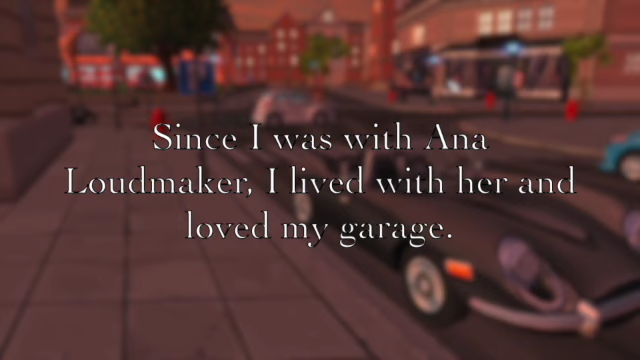 Since I was with Ana
Loudmaker, I lived with her and
loved my garage.